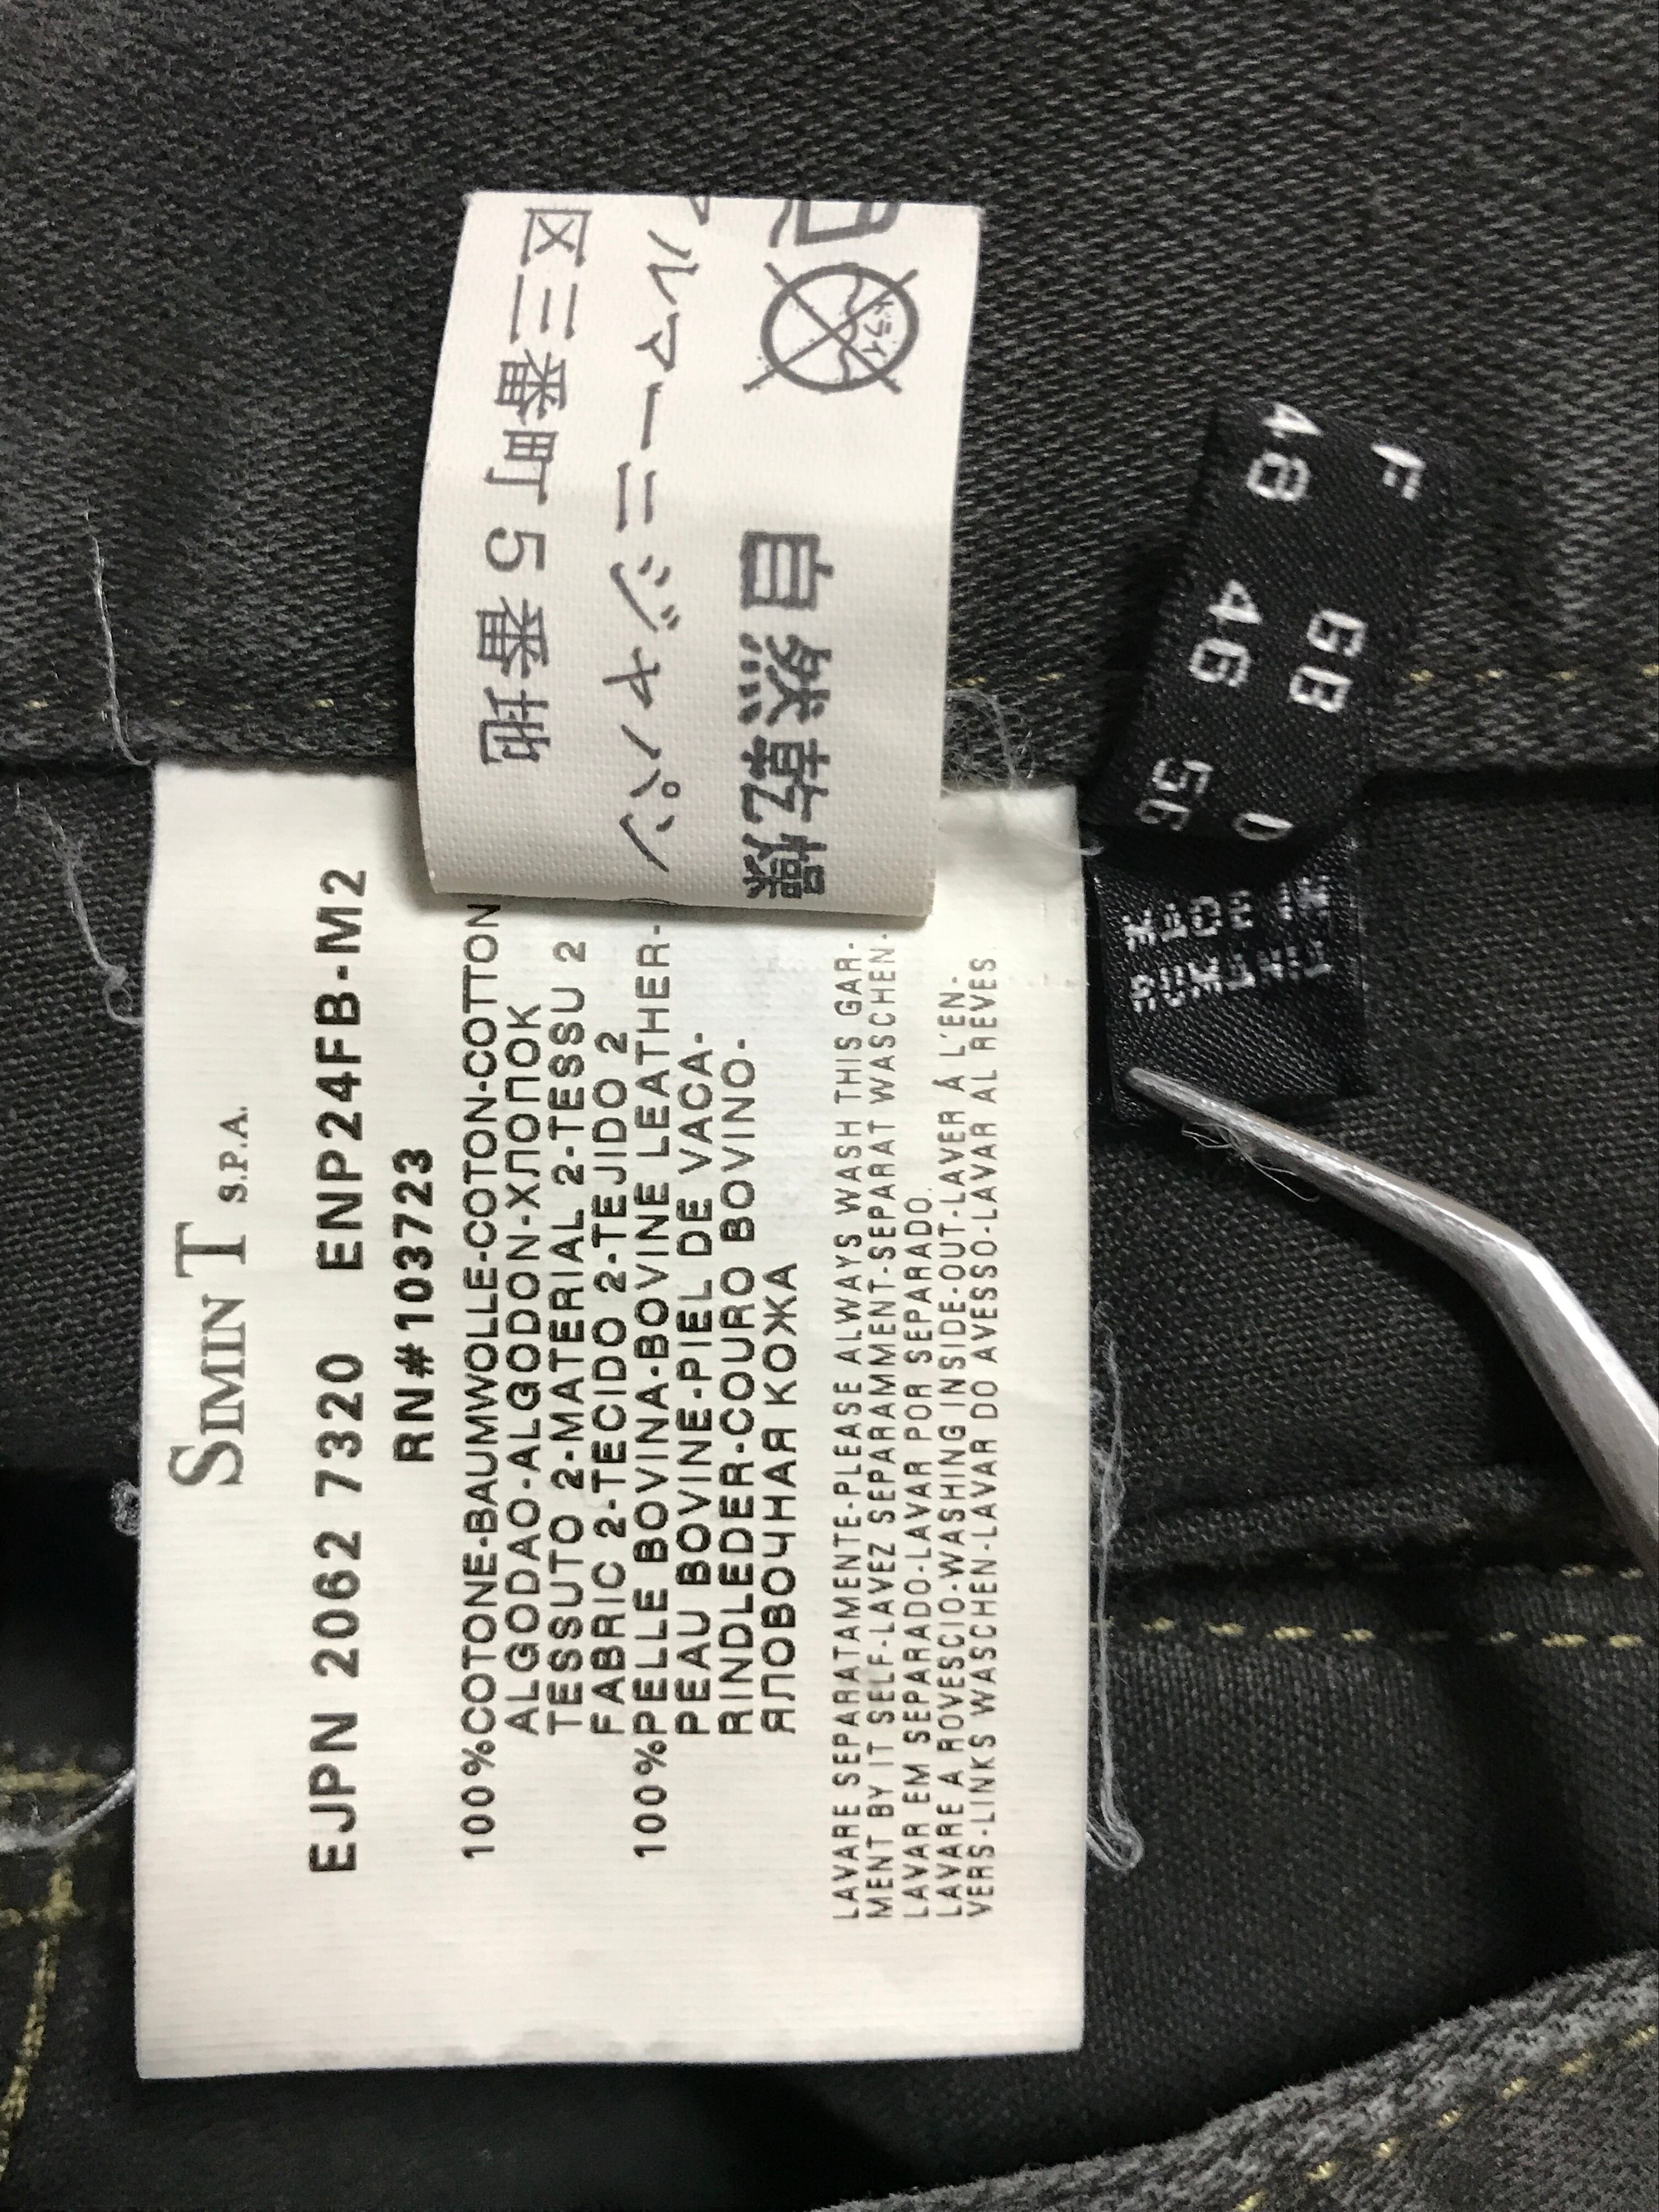 SIMINT S.P.A.
EJPN 2062 7320 ENP24FB-M2
RN#103723
100%COTONE-BAUMWOLLE-COTON-COTTON
ALGODAO-ALGODON-ХЛОПОК
TESSUTO 2-MATERIAL 2-TESSU 2
FABRIC 2-TECIDO 2-TEJIDO 2
100%PELLE BOVINA-BOVINE LEATHER-
PEAU BOVINE-PIEL DE VACA-
RINDLEDER-COURO BOVINO-
ЯЛОВОЧНАЯ КОЖА
LAVARE SEPARATAMENTE-PLEASE ALWAYS WASH THIS GAR-
MENT BY IT SELF-LAVEZ SEPARAMMENT-SEPARAT WASCHEN-
LAVAR EM SEPARADO-LAVAR POR SEPARADO.
LAVARE A ROVESCIO-WASHING INSIDE-OUT-LAVER Á L'EN-
VERS-LINKS WASCHEN-LAVAR DO AVESSO-LAVAR AL REVES
ドライ
自然乾燥
マルマーニジャパン
区三番町5番地
F GB D
48 46 56